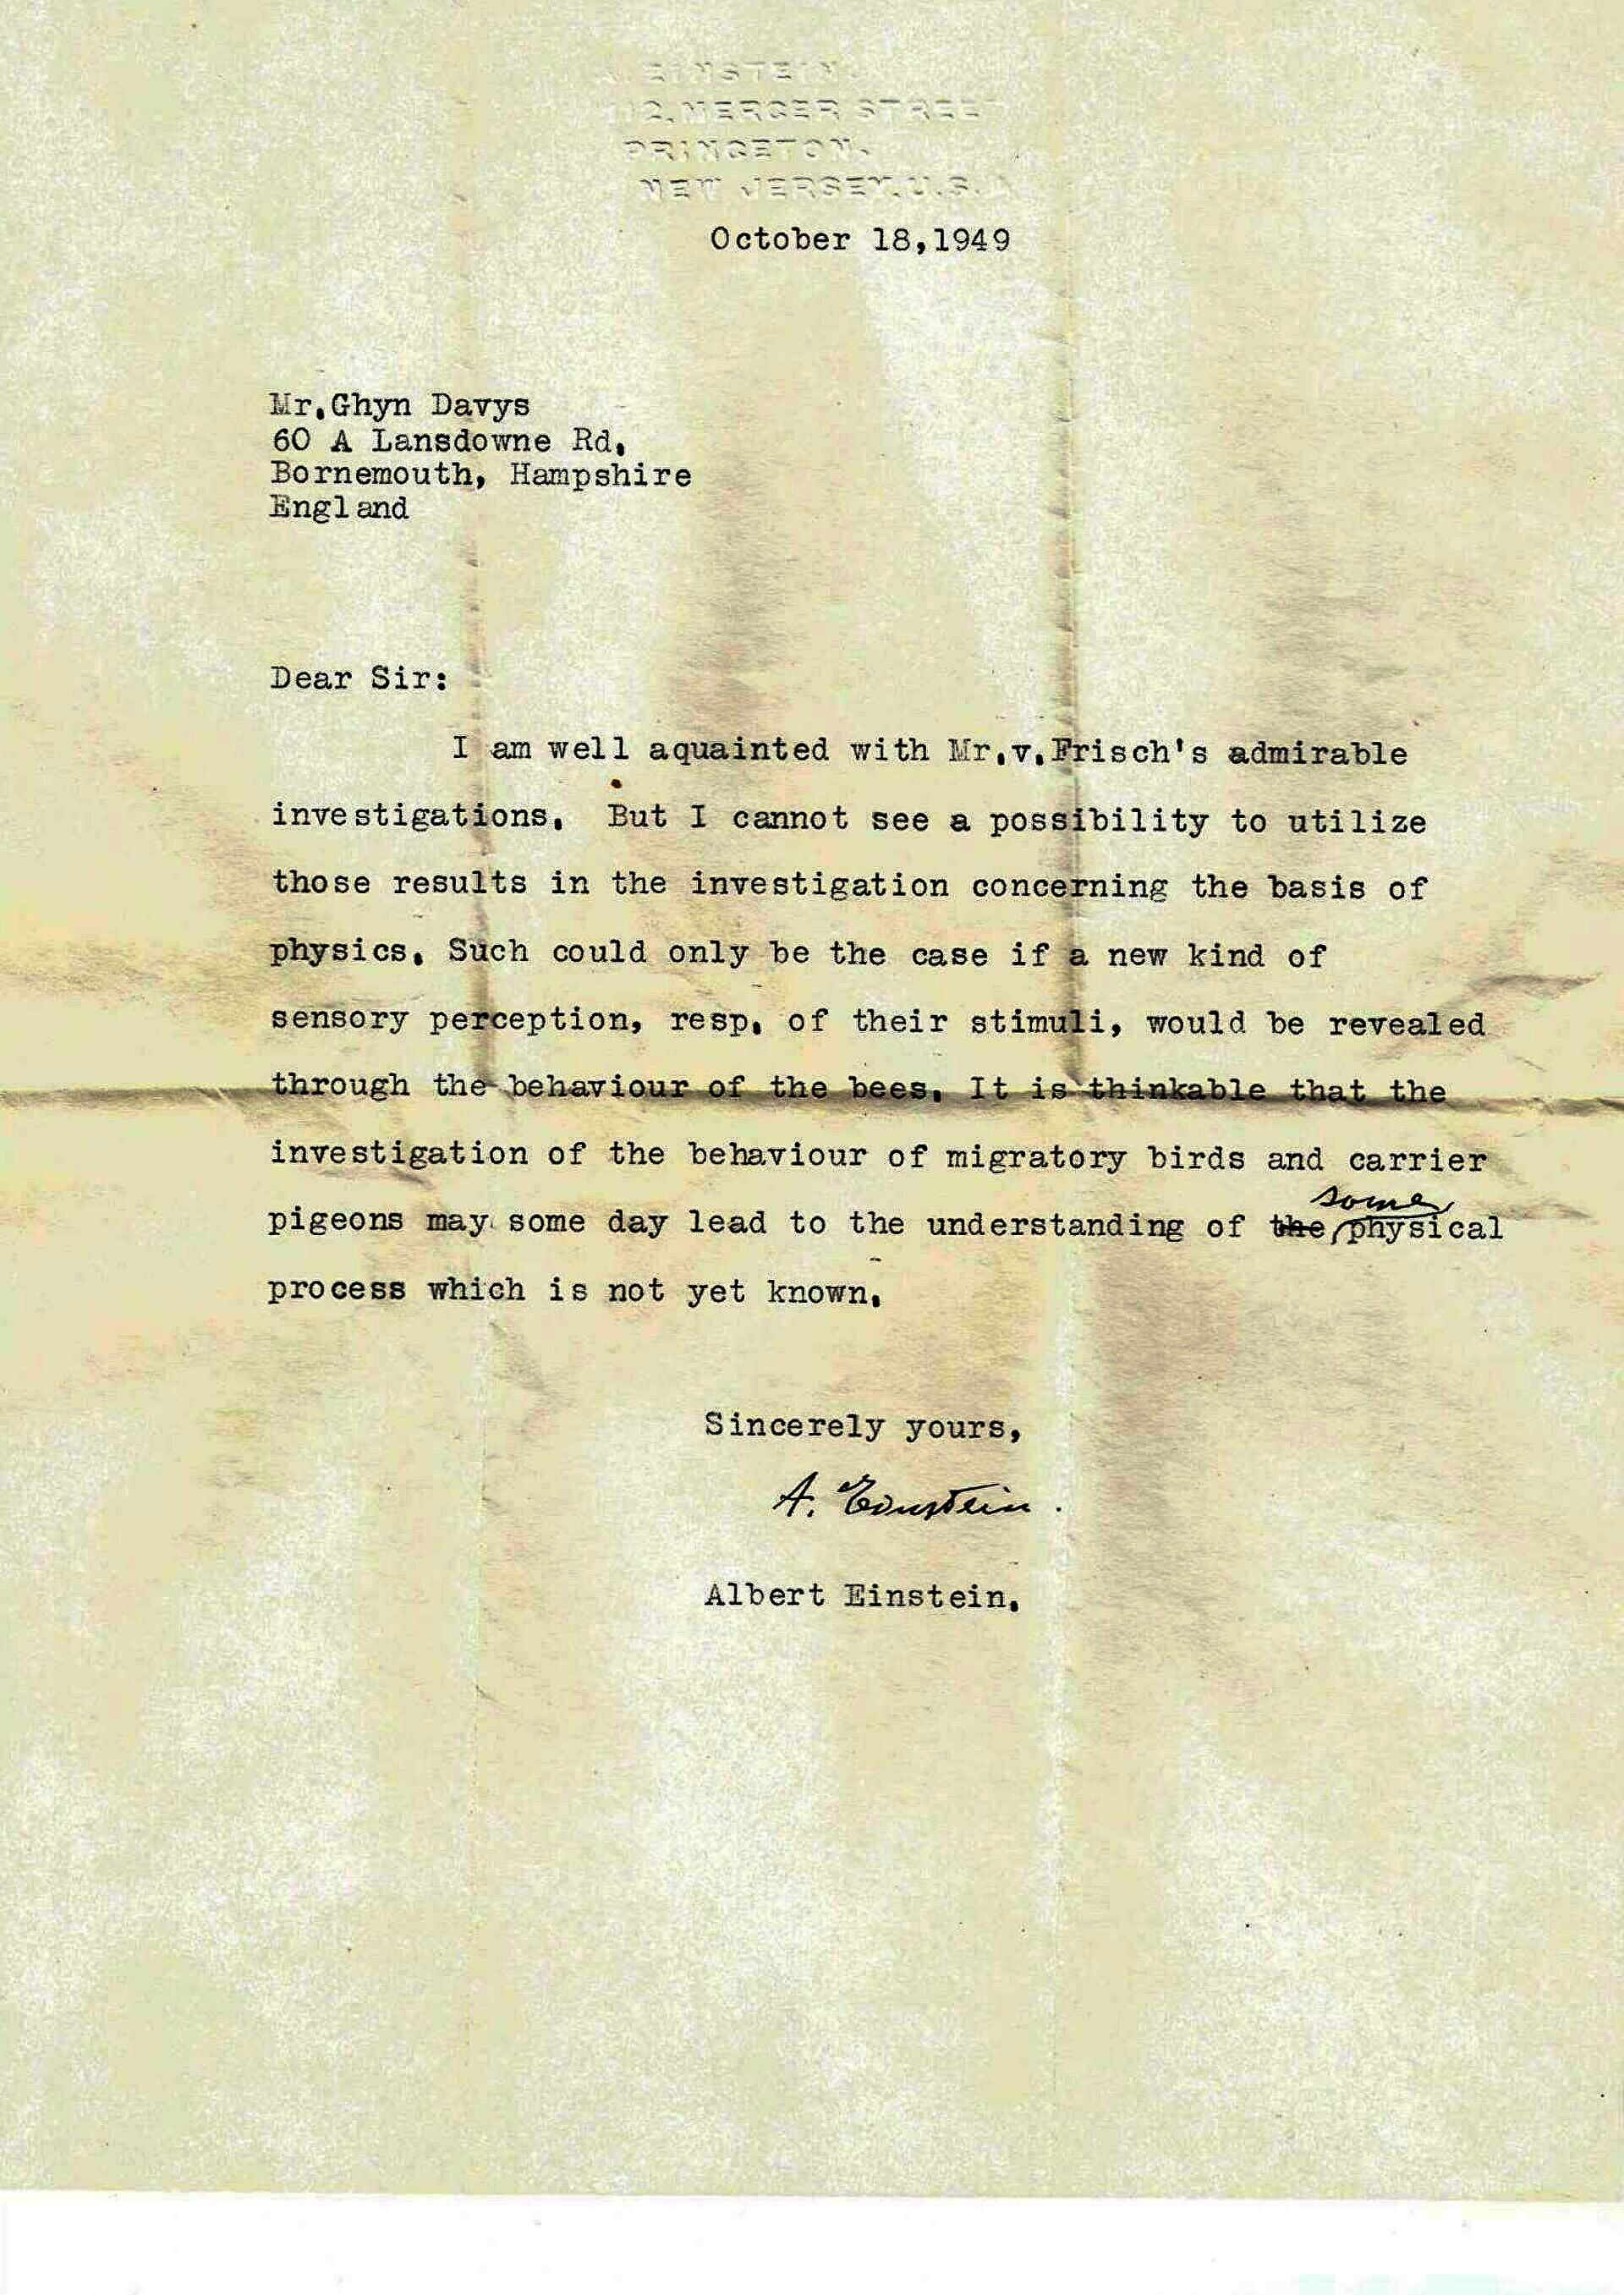 A. EINSTEIN.
112, MERCER STREET
PRINCETON.
NEW JERSEY. U.S.A
October 18,1949
Mr.Ghyn Davys
60 A Lansdowne Rd.
Bornemouth, Hampshire
England
Dear Sir:
I am well aquainted with Mr.v.Frisch's admirable
investigations. But I cannot see a possibility to utilize
those results in the investigation concerning the basis of
physics. Such could only be the case if a new kind of
sensory perception, resp. of their stimuli, would be revealed
through the behaviour of the bees. It is thinkable that the
investigation of the behaviour of migratory birds and carrier
some
pigeons may some day lead to the understanding of the physical
process which is not yet known.
Sincerely yours,
A. Einstein.
Albert Einstein.